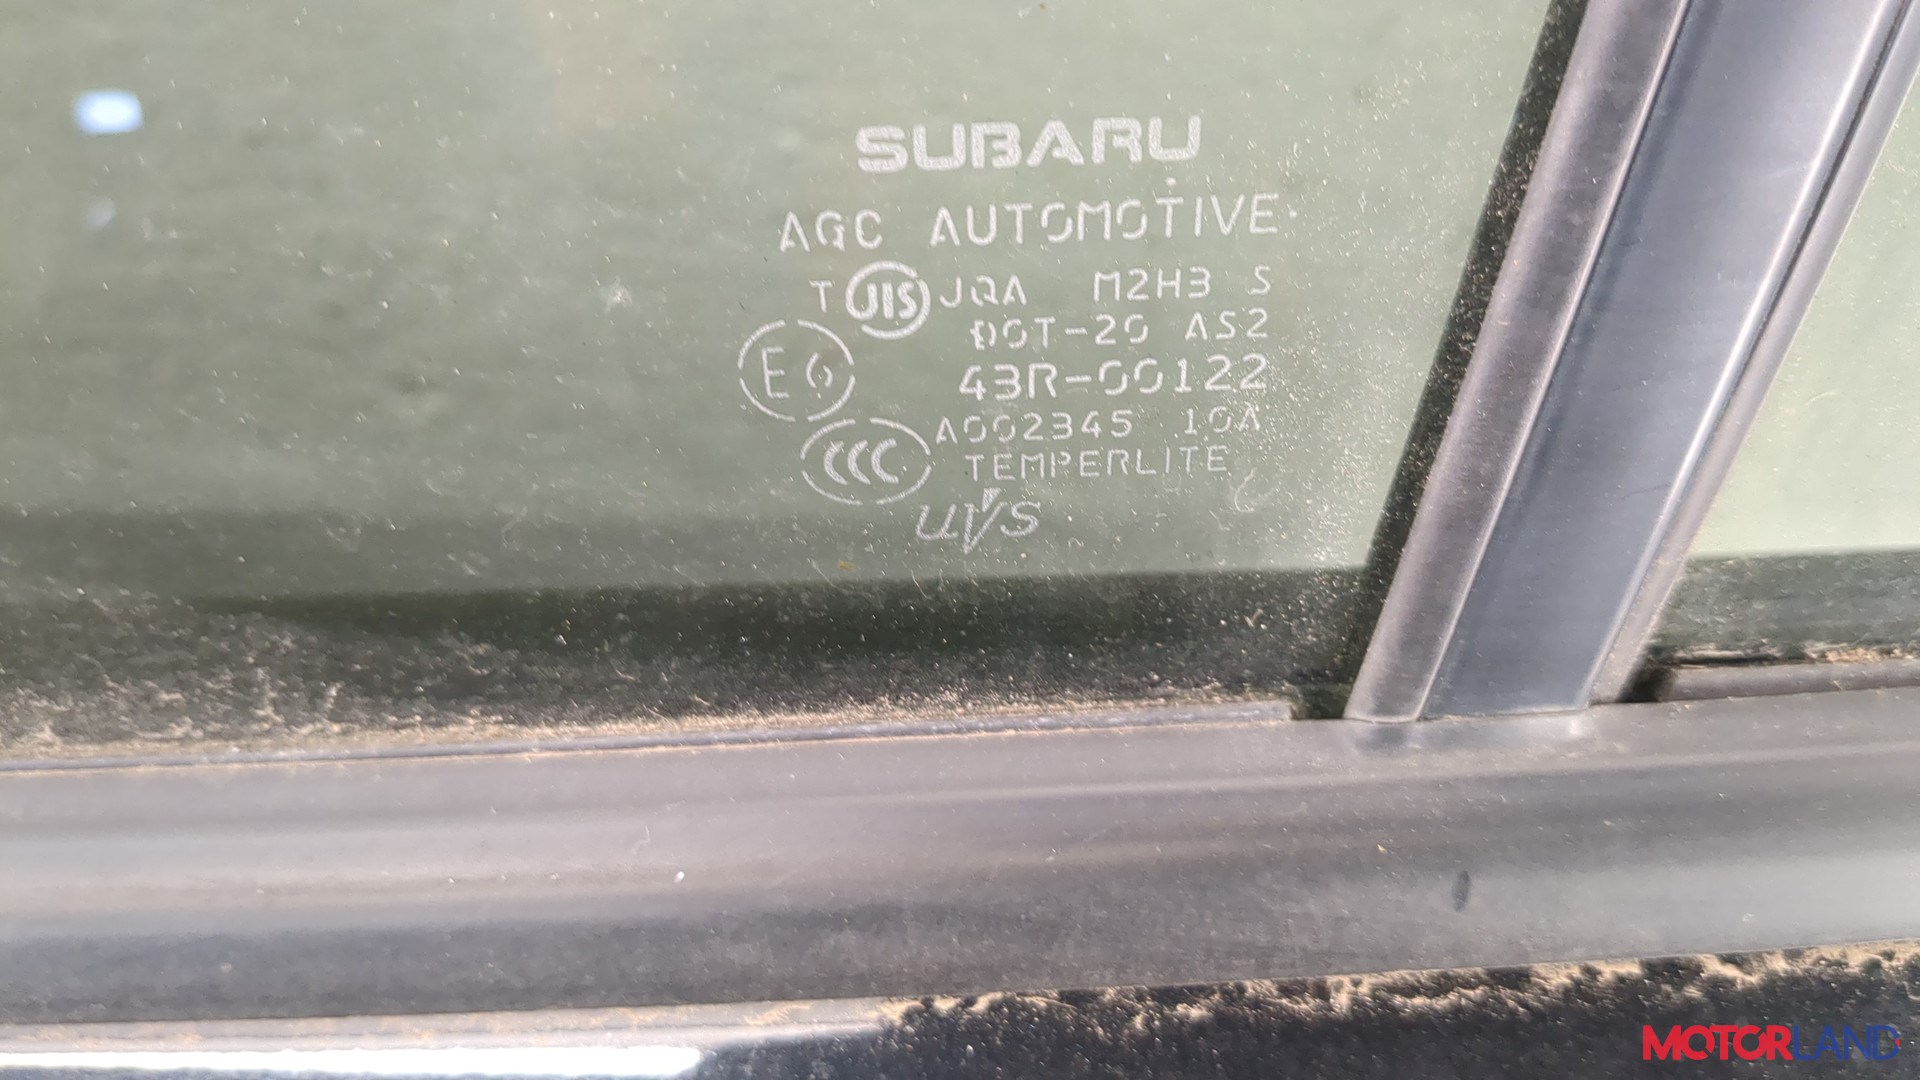 SUBARU
AGC AUTOMOTIVE
T JIS JQA M2H3 S
DOT-20 AS2
E6 43R-00122
CCC A002345 10A
TEMPERLITE
UVS
MOTORLAND